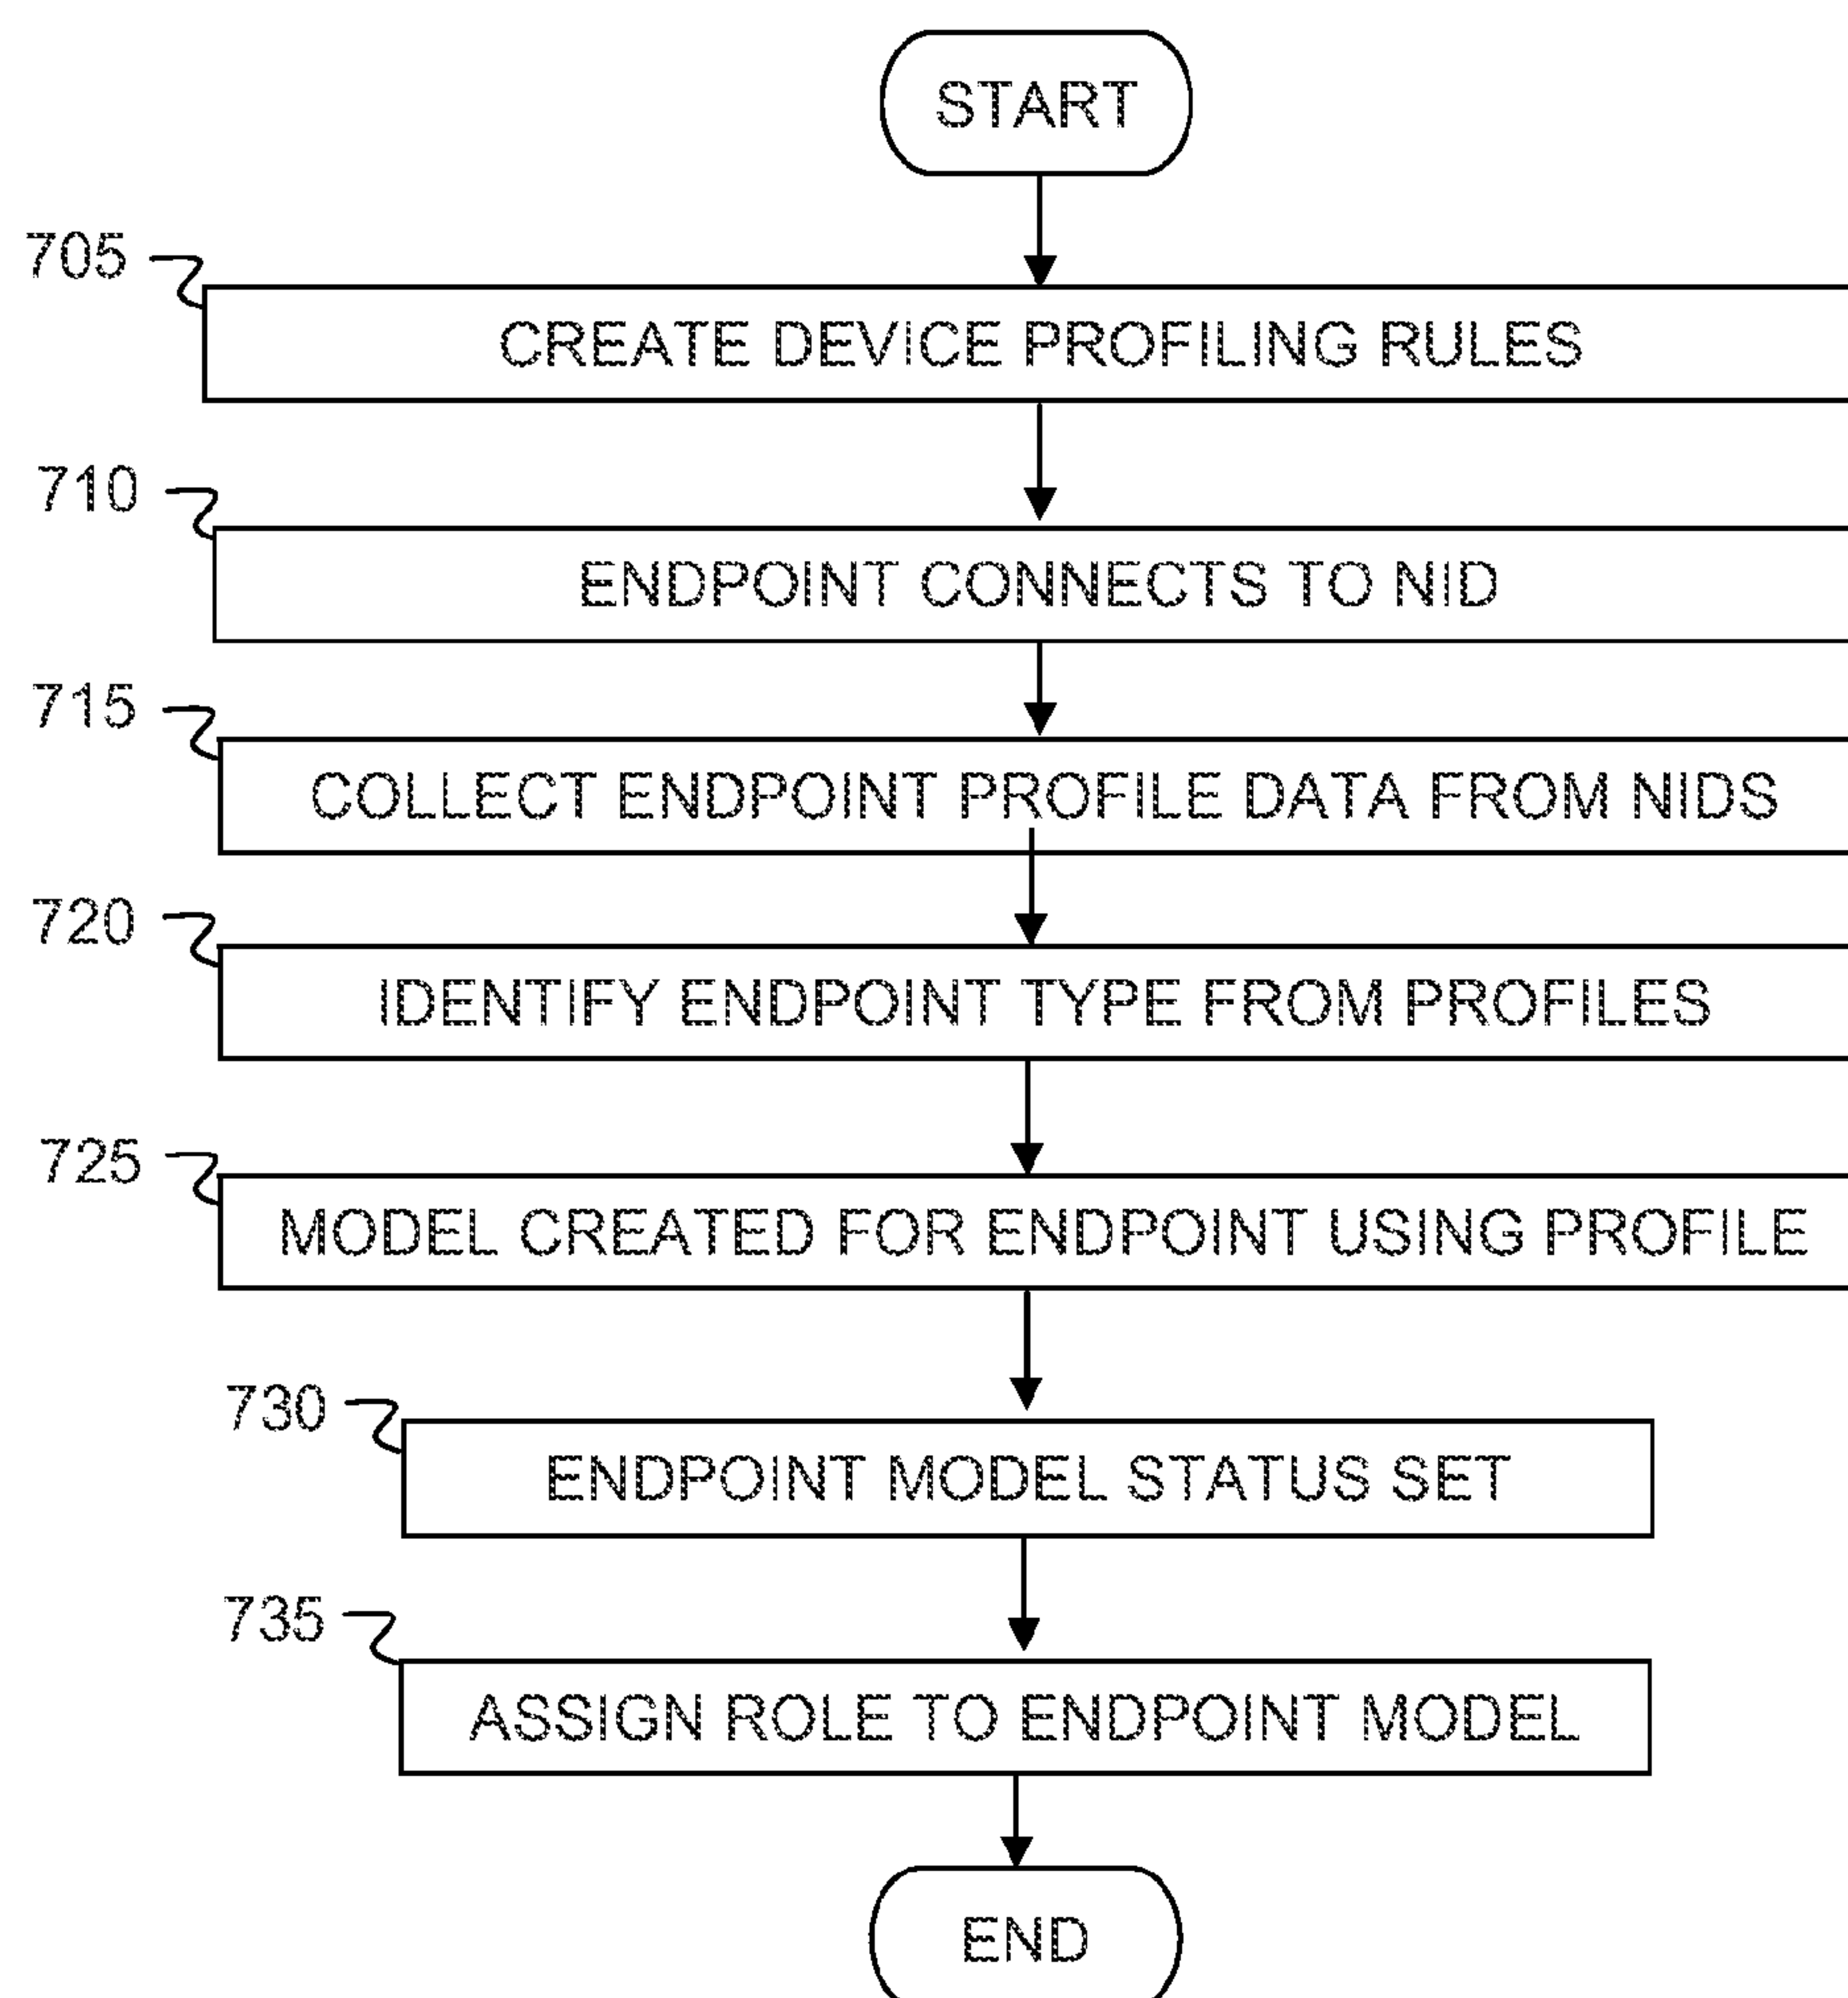 START
705
CREATE DEVICE PROFILING RULES
710
ENDPOINT CONNECTS TO NID
715
COLLECT ENDPOINT PROFILE DATA FROM NIDS
720
IDENTIFY ENDPOINT TYPE FROM PROFILES
725
MODEL CREATED FOR ENDPOINT USING PROFILE
730
ENDPOINT MODEL STATUS SET
735
ASSIGN ROLE TO ENDPOINT MODEL
END